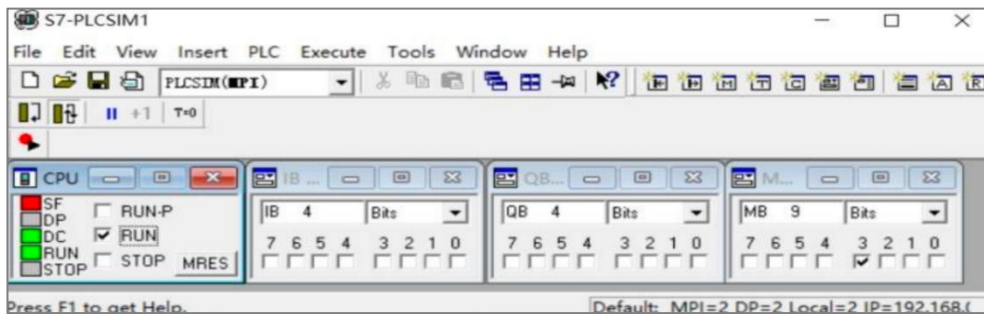 S7-PLCSIM1
File Edit View Insert PLC Execute Tools Window Help
PLCSIM(MPI)
+1 T=0
CPU IB ... QB... M...
SF
DP
DC
RUN
STOP
RUN-P
RUN
STOP MRES
IB 4 Bits
7 6 5 4 3 2 1 0
QB 4 Bits
7 6 5 4 3 2 1 0
MB 9 Bits
7 6 5 4 3 2 1 0
Press F1 to get Help.
Default: MPI=2 DP=2 Local=2 IP=192.168.(